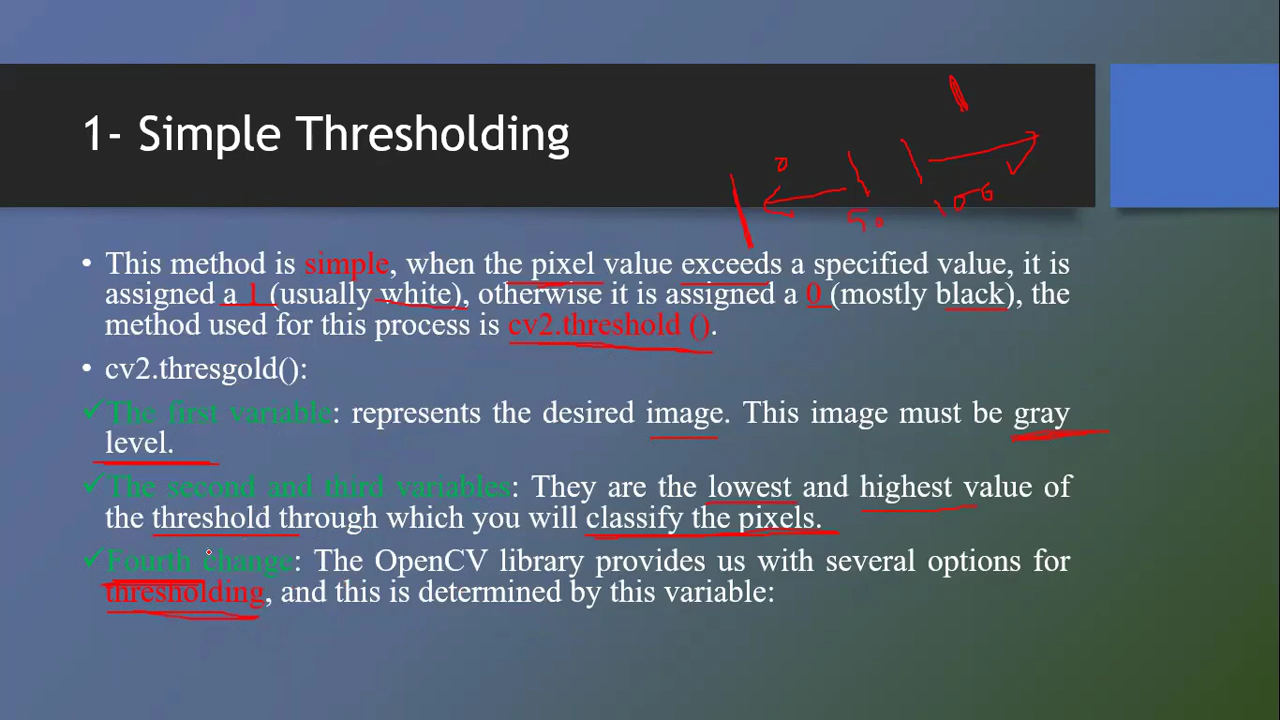 1- Simple Thresholding
0
50
100
• This method is simple, when the pixel value exceeds a specified value, it is
assigned a 1 (usually white), otherwise it is assigned a 0 (mostly black), the
method used for this process is cv2.threshold ().
• cv2.thresgold():
✓The first variable: represents the desired image. This image must be gray
level.
✓The second and third variables: They are the lowest and highest value of
the threshold through which you will classify the pixels.
✓Fourth change: The OpenCV library provides us with several options for
thresholding, and this is determined by this variable: